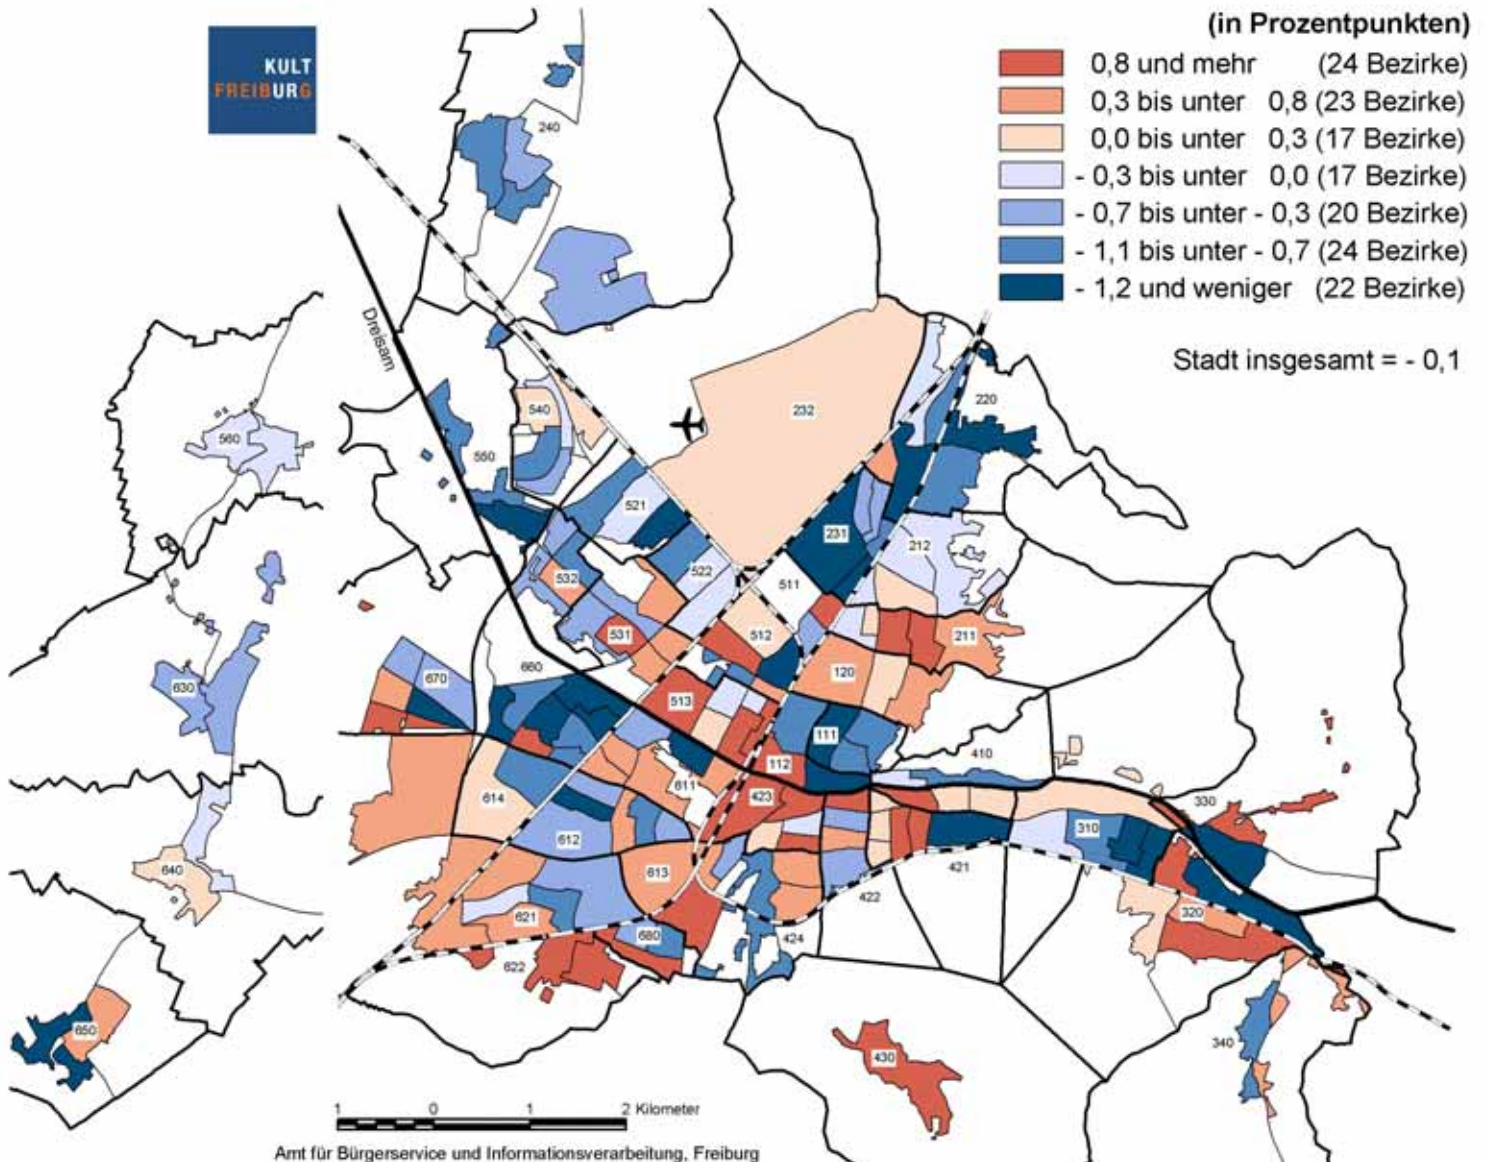 (in Prozentpunkten)
0,8 und mehr (24 Bezirke)
0,3 bis unter 0,8 (23 Bezirke)
0,0 bis unter 0,3 (17 Bezirke)
- 0,3 bis unter 0,0 (17 Bezirke)
- 0,7 bis unter - 0,3 (20 Bezirke)
- 1,1 bis unter - 0,7 (24 Bezirke)
- 1,2 und weniger (22 Bezirke)
Stadt insgesamt = - 0,1
KULT
FREIBURG
240
Dreisam
220
540
232
560
550
521
231
212
522
511
532
531
512
211
660
120
670
630
513
111
410
112
611
614
423
330
612
310
421
613
640
422
621
320
680
424
622
650
340
430
1 0 1 2 Kilometer
Amt für Bürgerservice und Informationsverarbeitung, Freiburg